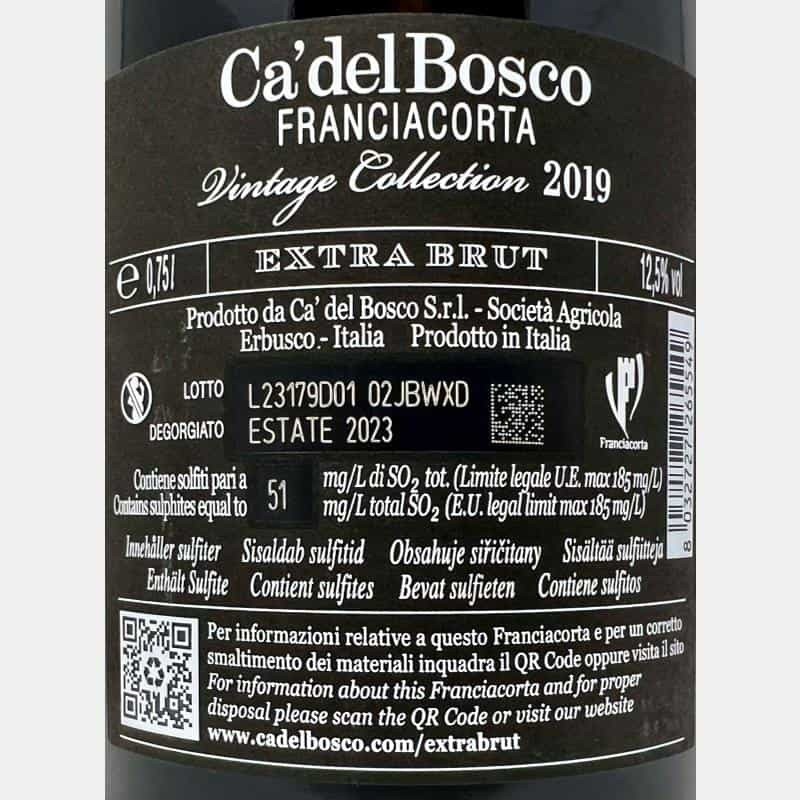 Ca' del Bosco
FRANCIACORTA
Vintage Collection 2019
e 0,75 l
EXTRA BRUT
12,5% vol
Prodotto da Ca' del Bosco S.r.l. - Società Agricola
Erbusco - Italia Prodotto in Italia
LOTTO L23179D01 02JBWXD
DEGORGIATO ESTATE 2023
Franciacorta
Contiene solfiti pari a 51 mg/L di SO2 tot. (Limite legale U.E. max 185 mg/L)
Contains sulphites equal to mg/L total SO2 (E.U. legal limit max 185 mg/L)
8 032727 265549
Innehåller sulfiter Sisaldab sulfitid Obsahuje siřičitany Sisältää sulfiitteja
Enthält Sulfite Contient sulfites Bevat sulfieten Contiene sulfitos
Per informazioni relative a questo Franciacorta e per un corretto
smaltimento dei materiali inquadra il QR Code oppure visita il sito
For information about this Franciacorta and for proper
disposal please scan the QR Code or visit our website
www.cadelbosco.com/extrabrut